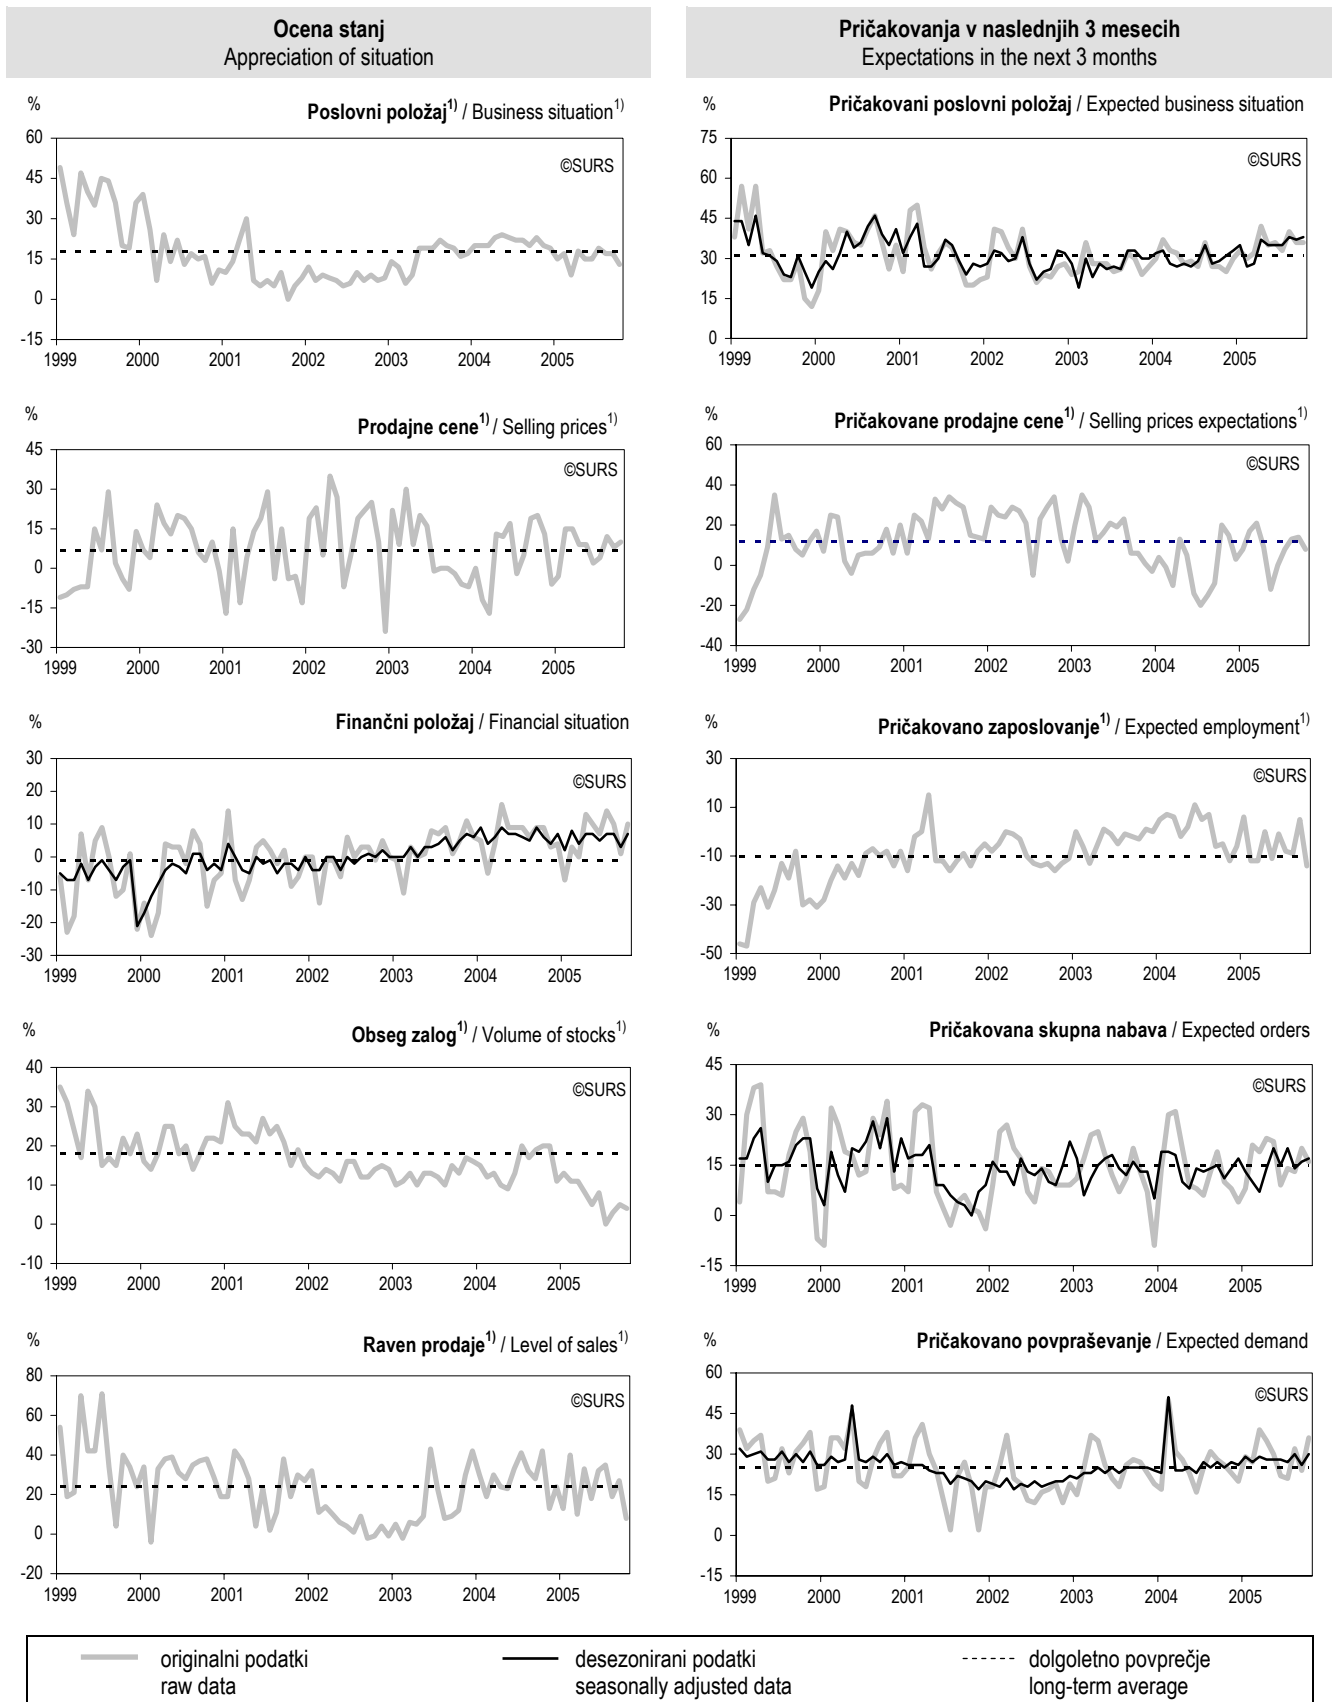 Ocena stanj
Appreciation of situation
Pričakovanja v naslednjih 3 mesecih
Expectations in the next 3 months
%
Poslovni položaj1) / Business situation1)
60
45
30
15
0
-15
©SURS
1999 2000 2001 2002 2003 2004 2005
%
Pričakovani poslovni položaj / Expected business situation
75
60
45
30
15
0
©SURS
1999 2000 2001 2002 2003 2004 2005
%
Prodajne cene1) / Selling prices1)
45
30
15
0
-15
-30
©SURS
1999 2000 2001 2002 2003 2004 2005
%
Pričakovane prodajne cene1) / Selling prices expectations1)
60
40
20
0
-20
-40
©SURS
1999 2000 2001 2002 2003 2004 2005
%
Finančni položaj / Financial situation
30
20
10
0
-10
-20
-30
©SURS
1999 2000 2001 2002 2003 2004 2005
%
Pričakovano zaposlovanje1) / Expected employment1)
30
10
-10
-30
-50
©SURS
1999 2000 2001 2002 2003 2004 2005
%
Obseg zalog1) / Volume of stocks1)
40
30
20
10
0
-10
©SURS
1999 2000 2001 2002 2003 2004 2005
%
Pričakovana skupna nabava / Expected orders
45
30
15
0
-15
©SURS
1999 2000 2001 2002 2003 2004 2005
%
Raven prodaje1) / Level of sales1)
80
60
40
20
0
-20
©SURS
1999 2000 2001 2002 2003 2004 2005
%
Pričakovano povpraševanje / Expected demand
60
45
30
15
0
-15
©SURS
1999 2000 2001 2002 2003 2004 2005
originalni podatki
raw data
desezonirani podatki
seasonally adjusted data
dolgoletno povprečje
long-term average